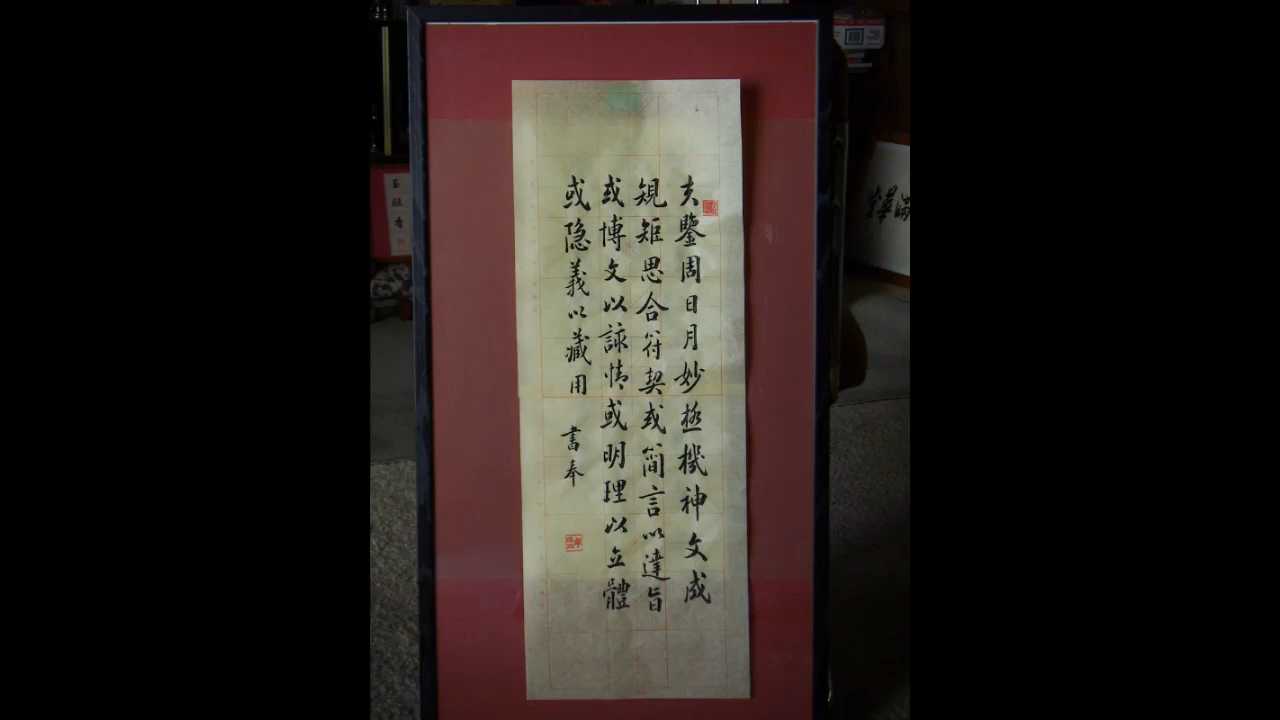 夫鑒周日月妙極機神文成
規矩思合符契或簡言以達旨
或博文以詠情或明理以立體
或隐義以藏用
書奉